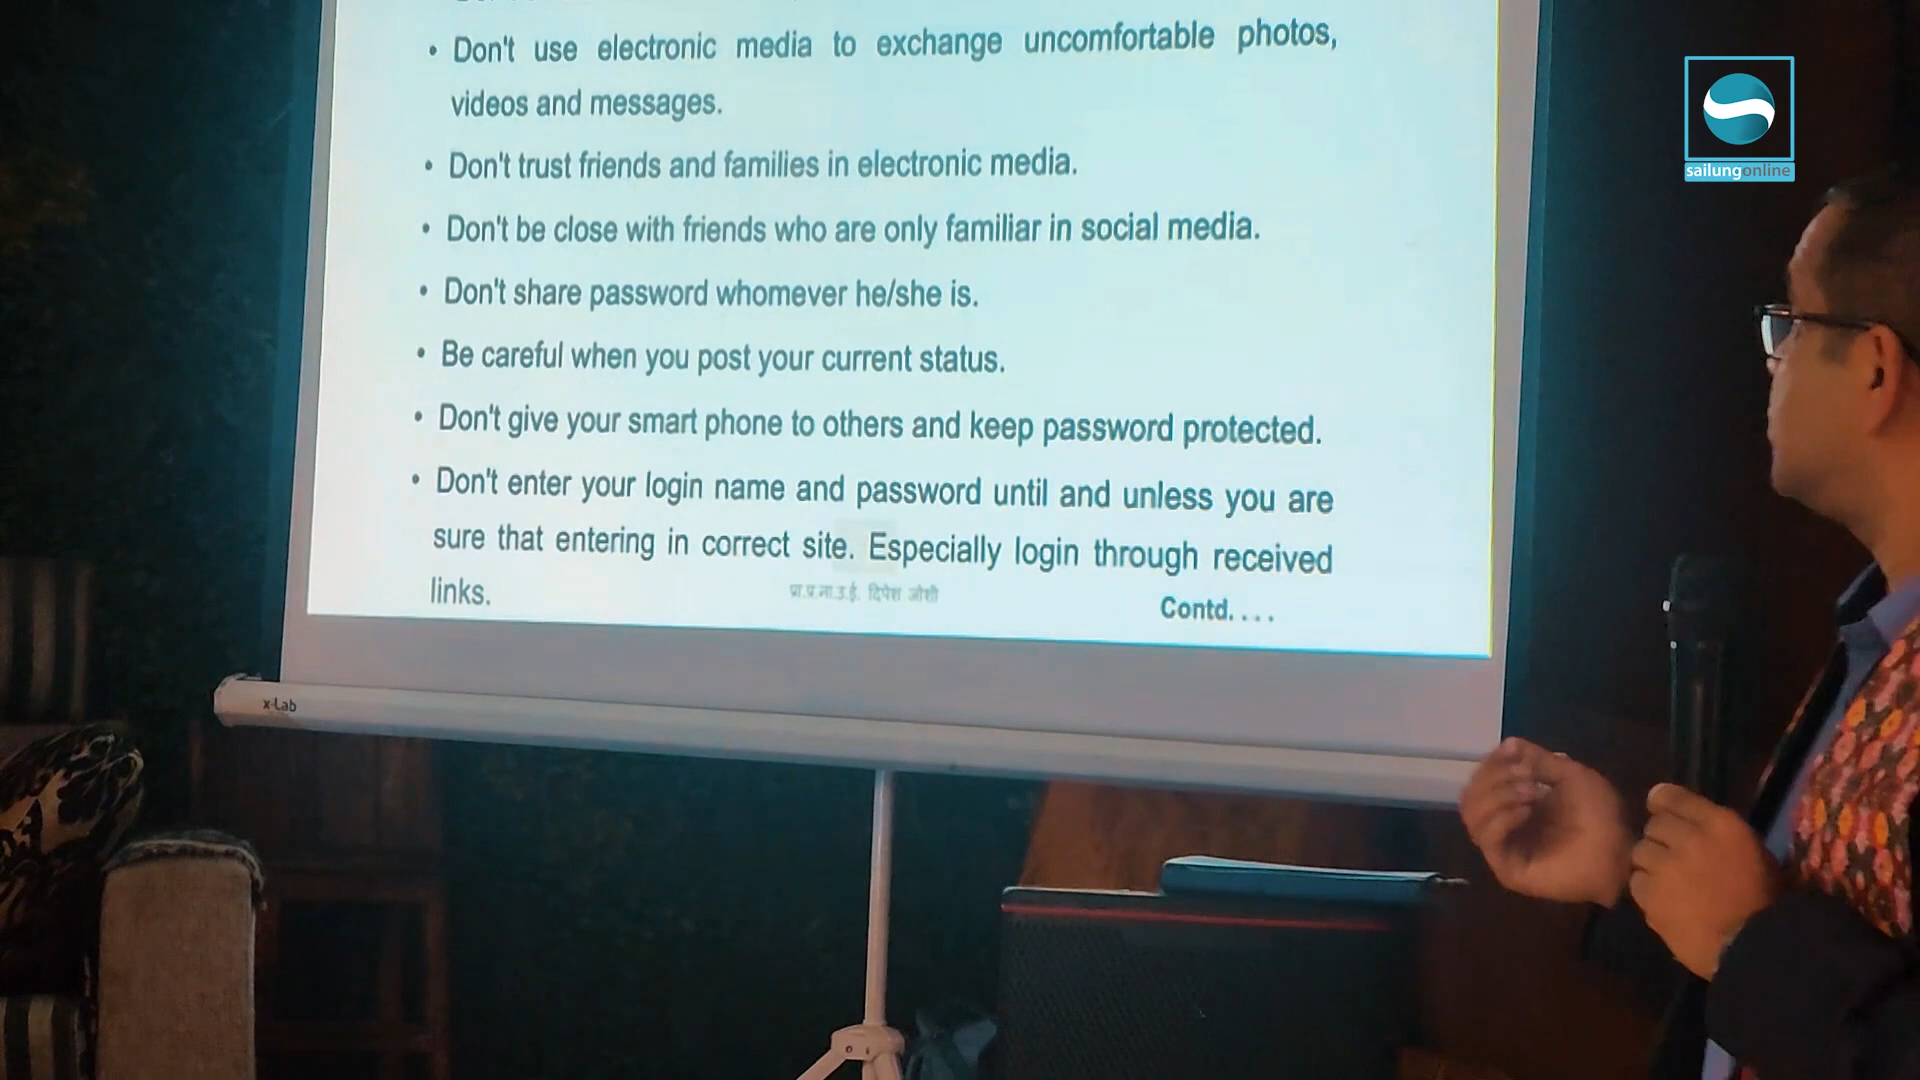 • Don't use electronic media to exchange uncomfortable photos,
videos and messages.
• Don't trust friends and families in electronic media.
• Don't be close with friends who are only familiar in social media.
• Don't share password whomever he/she is.
• Be careful when you post your current status.
• Don't give your smart phone to others and keep password protected.
• Don't enter your login name and password until and unless you are
sure that entering in correct site. Especially login through received
links.
प्रा.प्र.ना.उ.ई. दिपेश जोशी
Contd. . . .
x-Lab
sailungonline